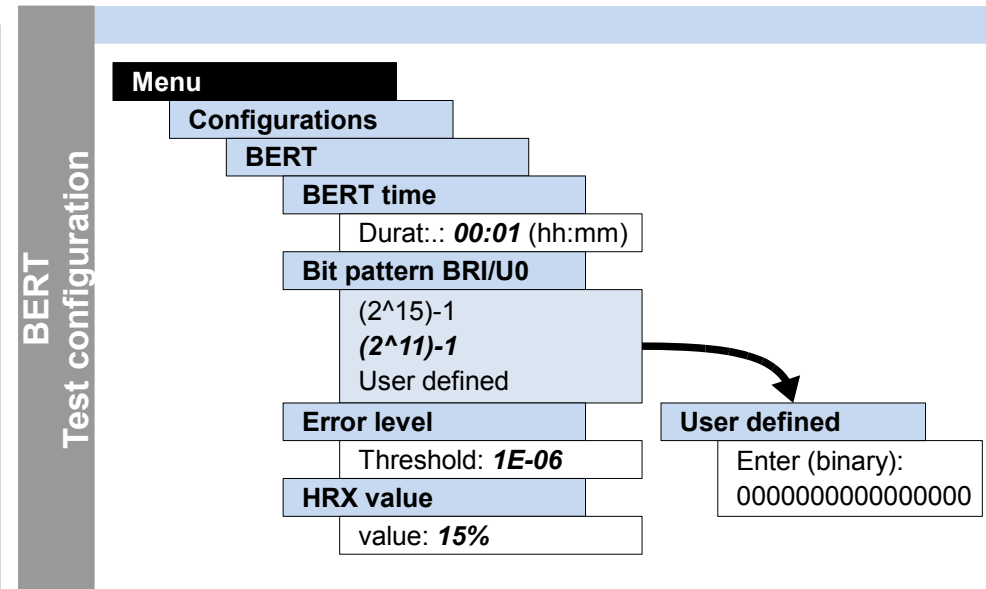 BERT
Test configuration
Menu
Configurations
BERT
BERT time
Durat:.: 00:01 (hh:mm)
Bit pattern BRI/U0
(2^15)-1
(2^11)-1
User defined
Error level
Threshold: 1E-06
HRX value
value: 15%
User defined
Enter (binary):
0000000000000000